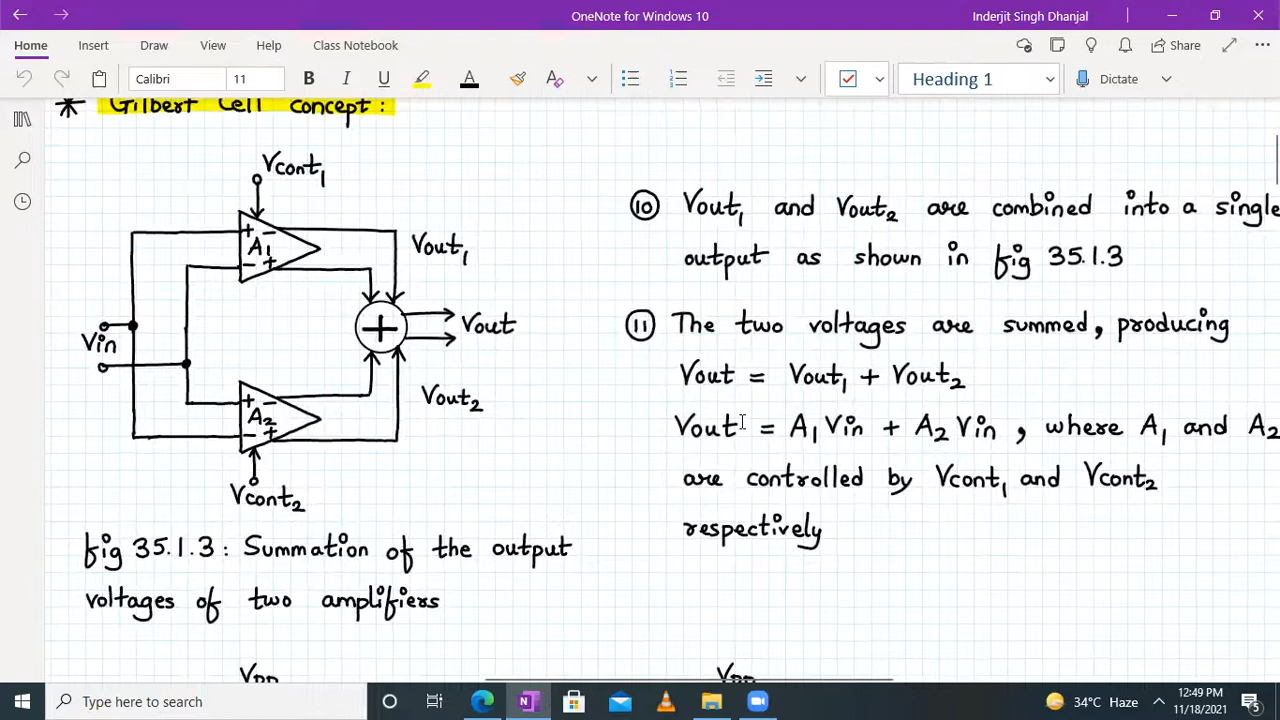 OneNote for Windows 10
Inderjit Singh Dhanjal
Home Insert Draw View Help Class Notebook
Share
Calibri 11 B I U A Heading 1 Dictate
* Gilbert Cell Concept :
Vcont1
+ - A1 - +
Vout1
Vin
+
Vout
+ - A2 - +
Vout2
Vcont2
fig 35.1.3 : Summation of the output
voltages of two amplifiers
⑩ Vout1 and Vout2 are combined into a single
output as shown in fig 35.1.3
⑪ The two voltages are summed, producing
Vout = Vout1 + Vout2
Vout = A1 Vin + A2 Vin , where A1 and A2
are controlled by Vcont1 and Vcont2
respectively
VDD
VDD
Type here to search
34°C Haze
12:49 PM
11/18/2021
5